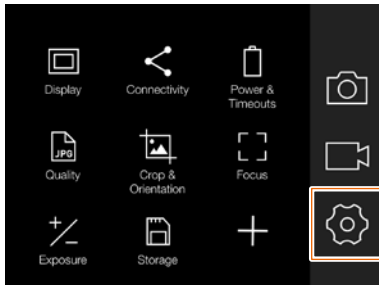 Display
Connectivity
Power &
Timeouts
JPG
Quality
Crop &
Orientation
Focus
Exposure
Storage